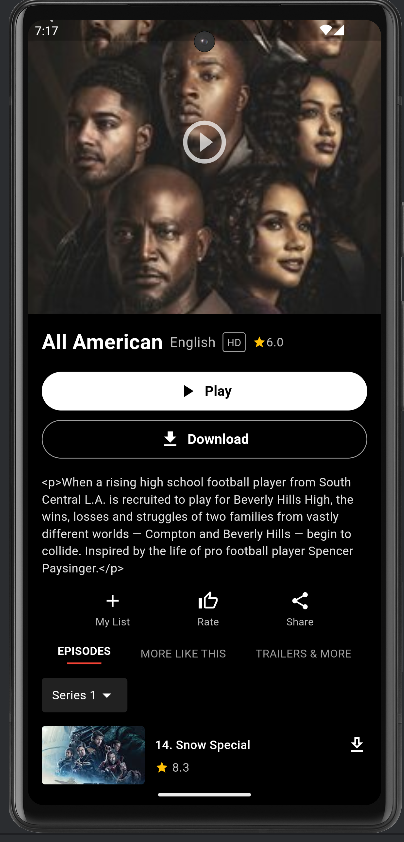 7:17
All American English HD 6.0
Play
Download
<p>When a rising high school football player from South
Central L.A. is recruited to play for Beverly Hills High, the
wins, losses and struggles of two families from vastly
different worlds — Compton and Beverly Hills — begin to
collide. Inspired by the life of pro football player Spencer
Paysinger.</p>
My List Rate Share
EPISODES MORE LIKE THIS TRAILERS & MORE
Series 1
14. Snow Special
8.3